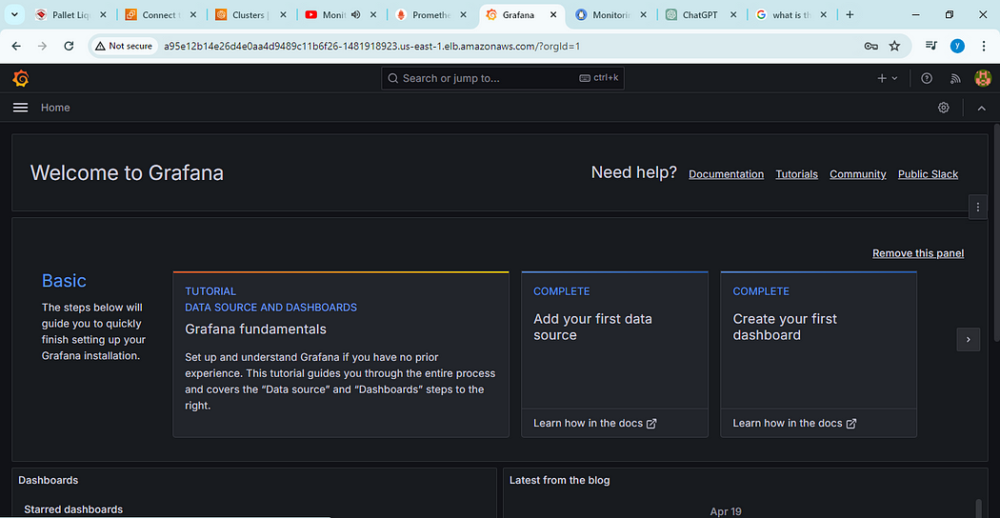 Pallet Liq
Connect t
Clusters |
Monit
Promethe
Grafana
Monitorin
ChatGPT
what is th
Not secure
a95e12b14e26d4e0aa4d9489c11b6f26-1481918923.us-east-1.elb.amazonaws.com/?orgId=1
y
Search or jump to...
ctrl+k
Home
Welcome to Grafana
Need help?
Documentation
Tutorials
Community
Public Slack
Remove this panel
Basic
The steps below will
guide you to quickly
finish setting up your
Grafana installation.
TUTORIAL
DATA SOURCE AND DASHBOARDS
Grafana fundamentals
Set up and understand Grafana if you have no prior
experience. This tutorial guides you through the entire process
and covers the “Data source” and “Dashboards” steps to the
right.
COMPLETE
Add your first data
source
Learn how in the docs
COMPLETE
Create your first
dashboard
Learn how in the docs
Dashboards
Starred dashboards
Latest from the blog
Apr 19